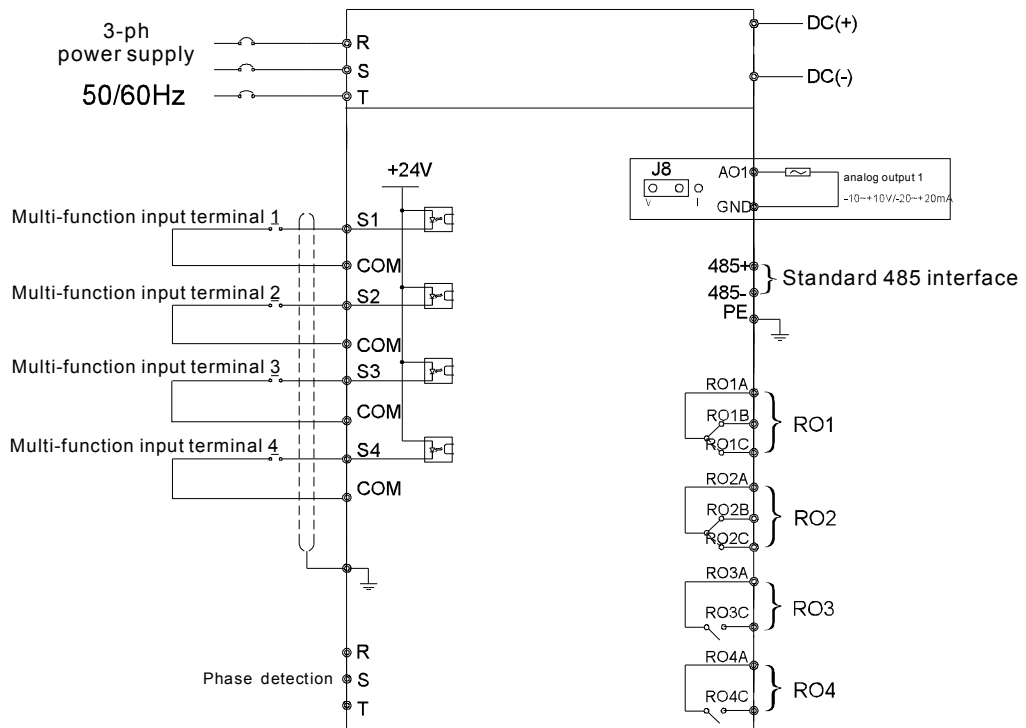 3-ph
power supply
50/60Hz
R
S
T
DC(+)
DC(-)
+24V
J8
V
I
AO1
GND
analog output 1
-10~+10V/-20~+20mA
Multi-function input terminal 1
S1
COM
Multi-function input terminal 2
S2
COM
Multi-function input terminal 3
S3
COM
Multi-function input terminal 4
S4
COM
485+
485-
Standard 485 interface
PE
RO1A
RO1B
RO1C
RO1
RO2A
RO2B
RO2C
RO2
RO3A
RO3C
RO3
RO4A
RO4C
RO4
Phase detection
R
S
T